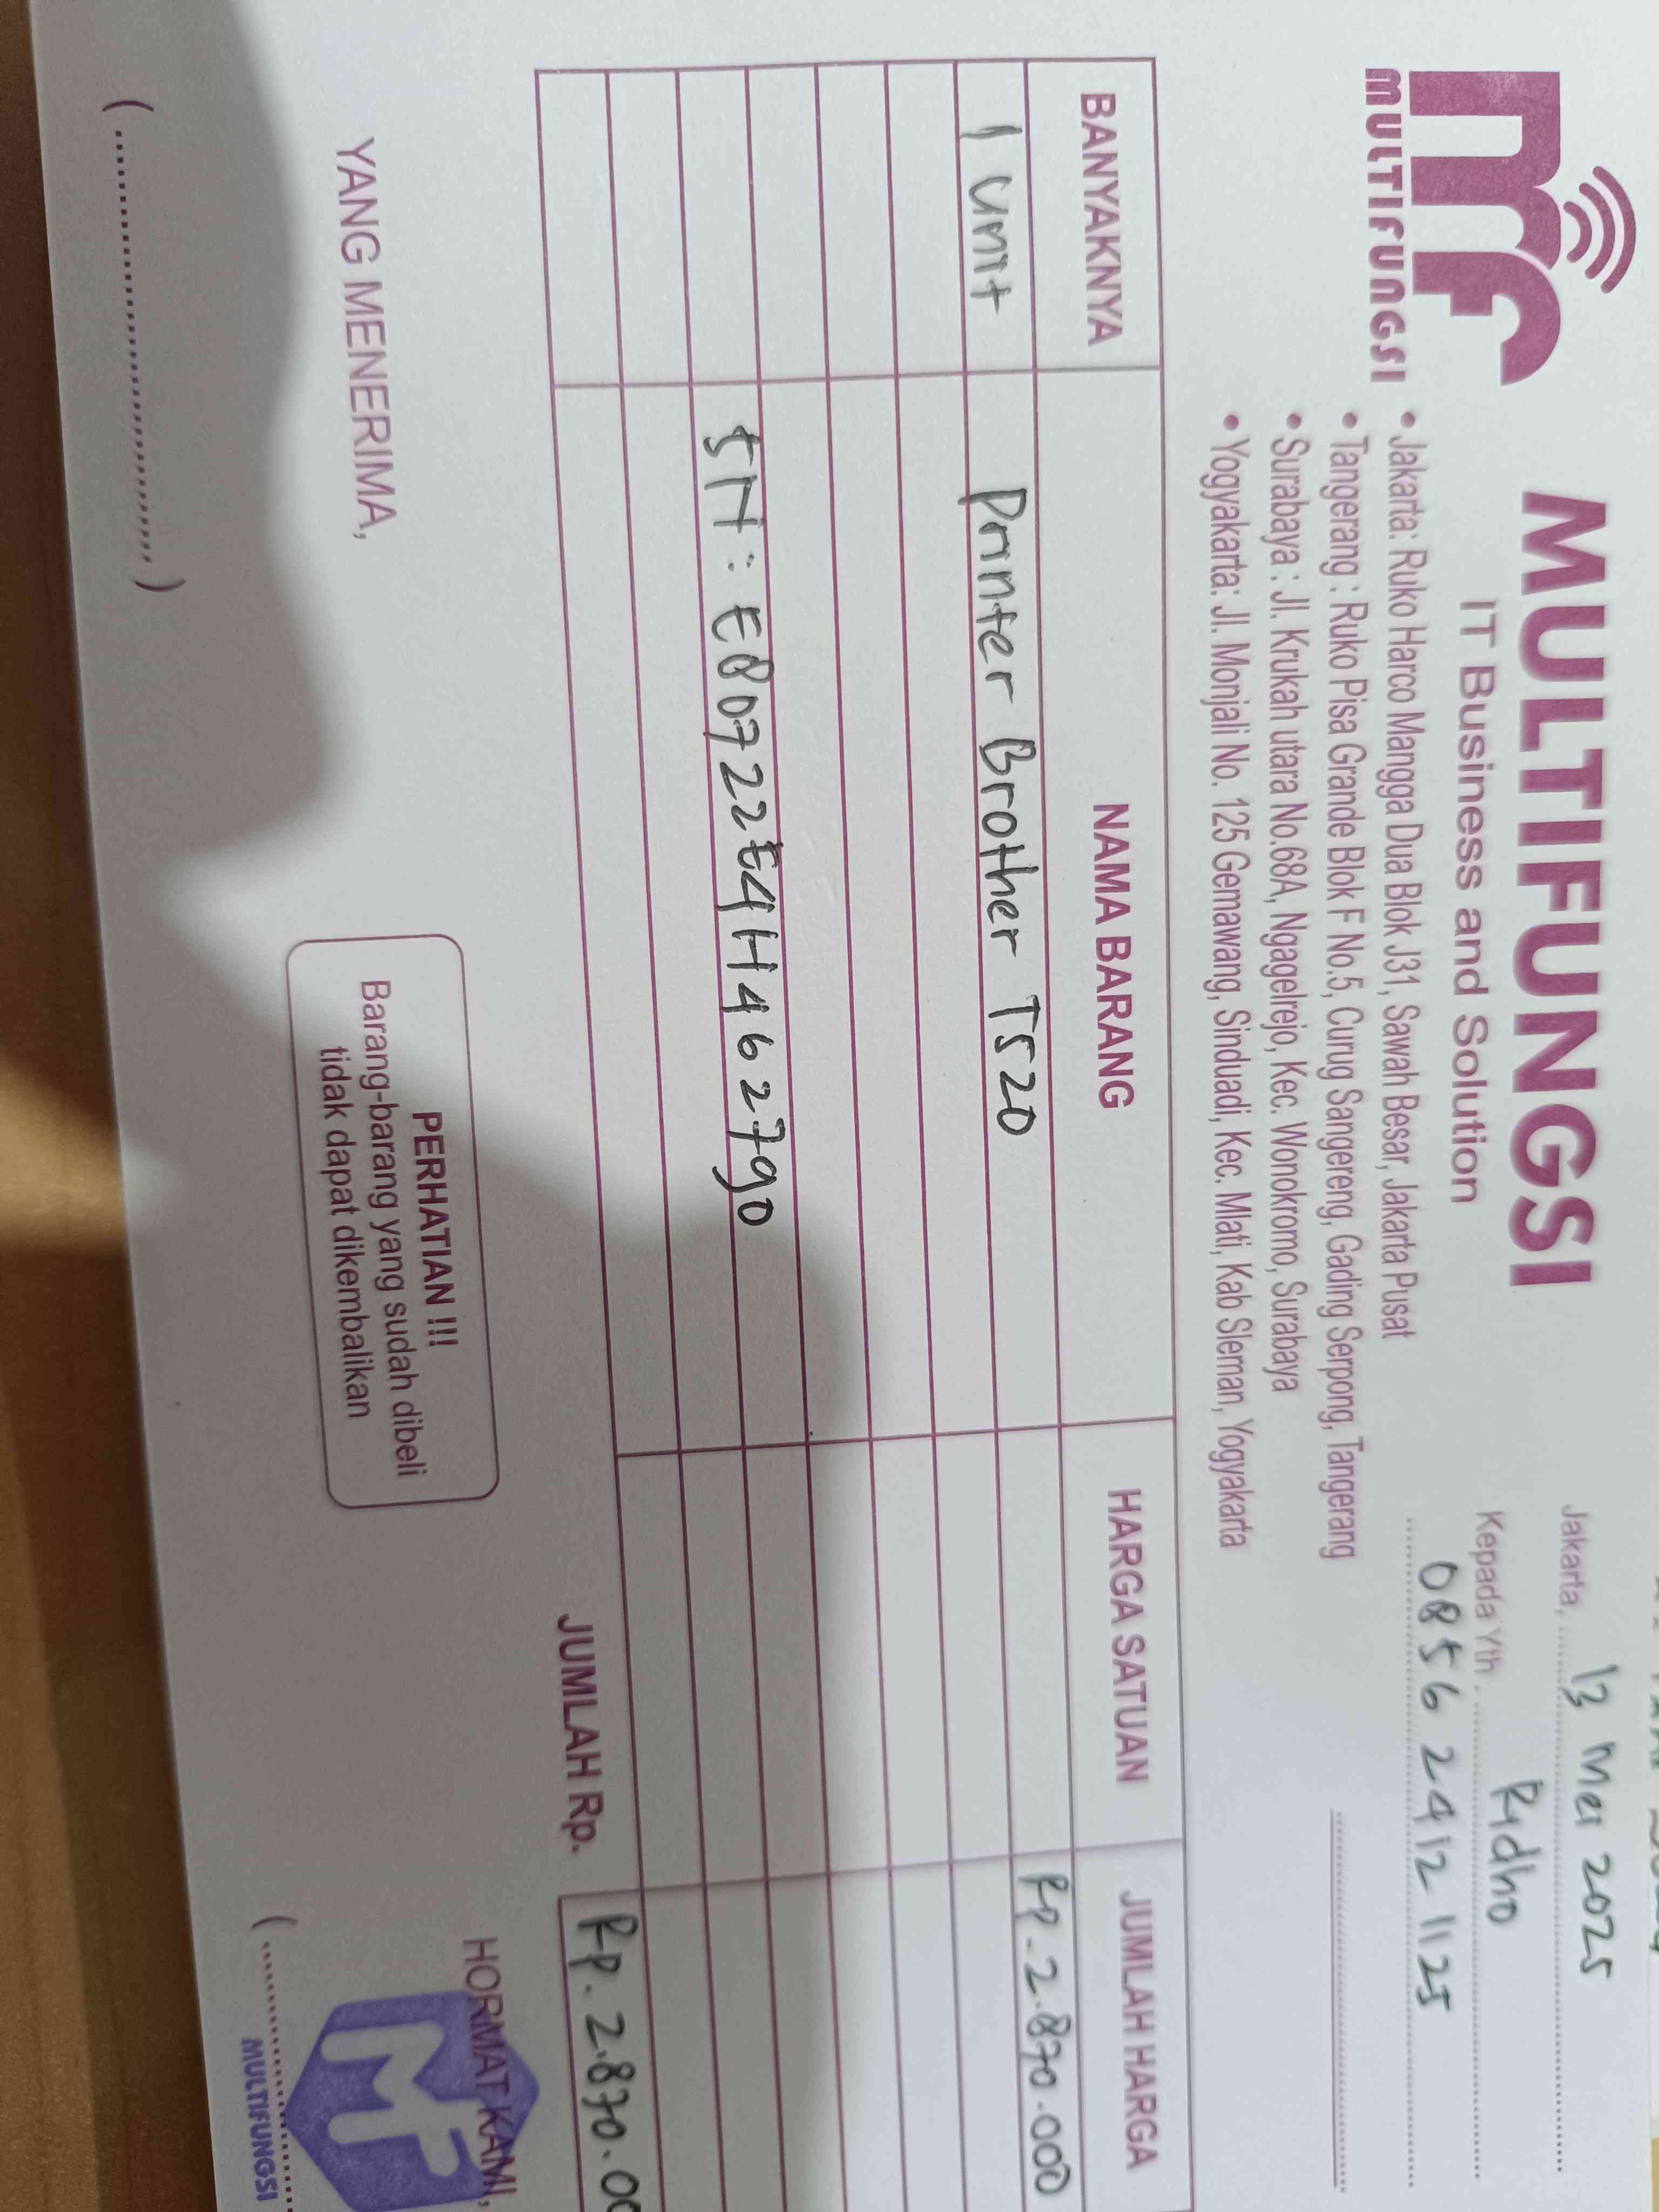 MULTIFUNGSI
MULTIFUNGSI
IT Business and Solution
• Jakarta: Ruko Harco Mangga Dua Blok J31, Sawah Besar, Jakarta Pusat
• Tangerang : Ruko Pisa Grande Blok F No.5, Curug Sangereng, Gading Serpong, Tangerang
• Surabaya : Jl. Krukah utara No.68A, Ngagelrejo, Kec. Wonokromo, Surabaya
• Yogyakarta: Jl. Monjali No. 125 Gemawang, Sinduadi, Kec. Mlati, Kab Sleman, Yogyakarta
Jakarta, 13 Mei 2025
Kepada Yth. Ridho
0856 2412 1125
BANYAKNYA NAMA BARANG HARGA SATUAN JUMLAH HARGA
1 unit Printer Brother T520 Rp. 2.870.000
SN : E80722E4H462790
JUMLAH Rp. Rp. 2.870.00
YANG MENERIMA,
PERHATIAN !!!
Barang-barang yang sudah dibeli
tidak dapat dikembalikan
HORMAT KAMI,
MF
MULTIFUNGSI